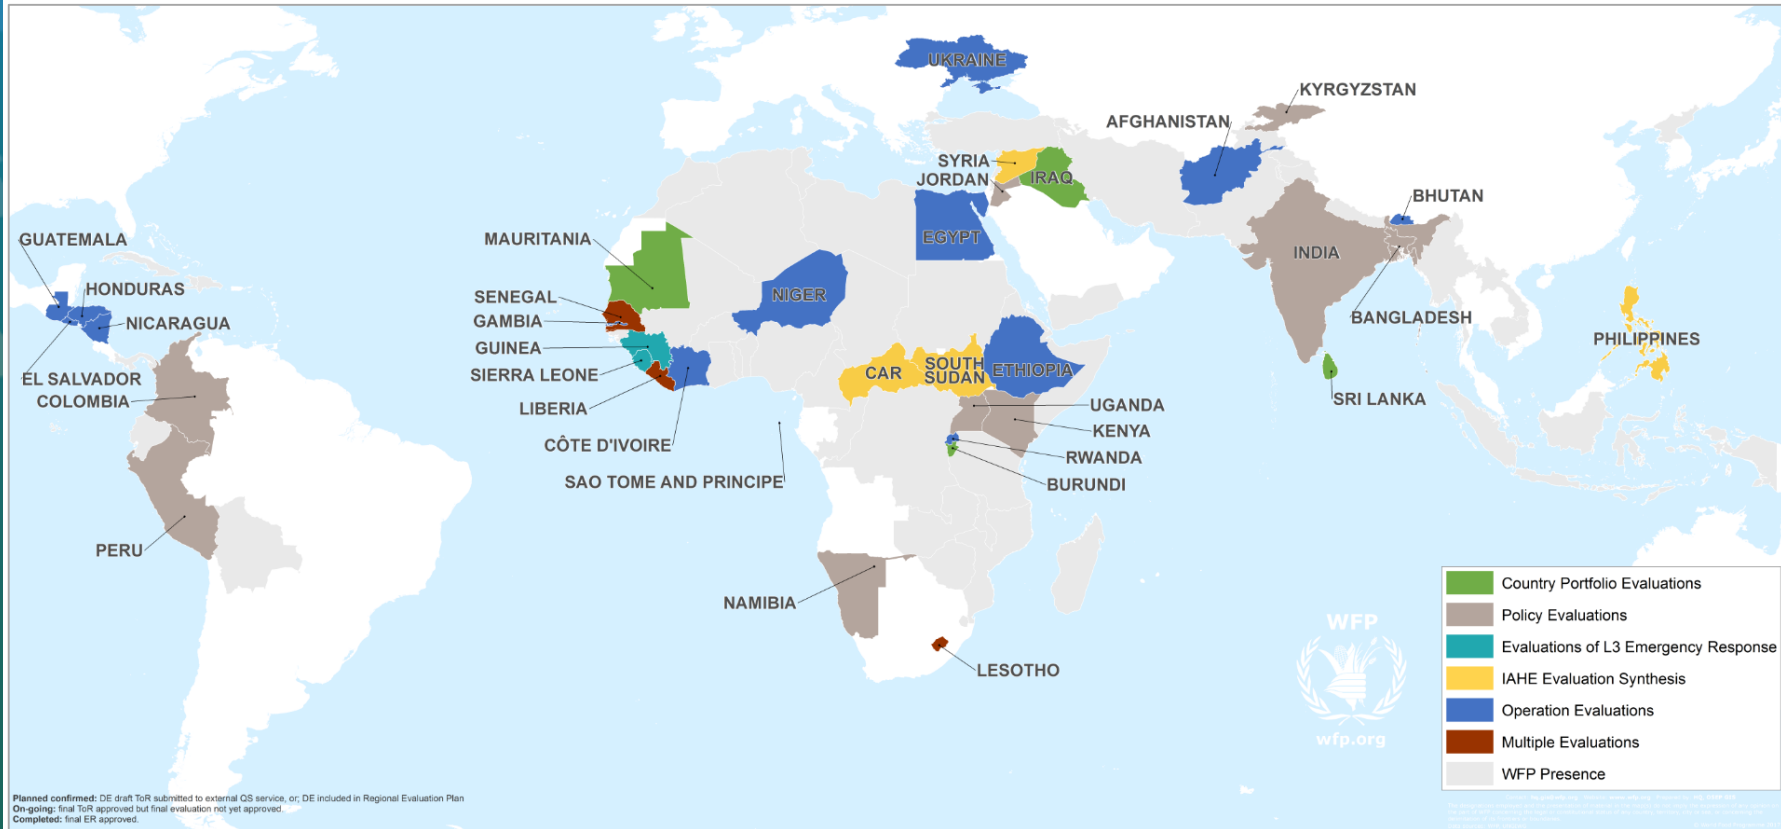 UKRAINE
KYRGYZSTAN
AFGHANISTAN
SYRIA
JORDAN
IRAQ
BHUTAN
GUATEMALA
MAURITANIA
EGYPT
INDIA
HONDURAS
SENEGAL
NIGER
NICARAGUA
GAMBIA
BANGLADESH
GUINEA
PHILIPPINES
EL SALVADOR
SIERRA LEONE
CAR
SOUTH
SUDAN
ETHIOPIA
COLOMBIA
LIBERIA
UGANDA
SRI LANKA
KENYA
CÔTE D'IVOIRE
RWANDA
SAO TOME AND PRINCIPE
BURUNDI
PERU
NAMIBIA
LESOTHO
WFP
wfp.org
Country Portfolio Evaluations
Policy Evaluations
Evaluations of L3 Emergency Response
IAHE Evaluation Synthesis
Operation Evaluations
Multiple Evaluations
WFP Presence
Planned confirmed: DE draft ToR submitted to external QS service, or; DE included in Regional Evaluation Plan
On-going: final ToR approved but final evaluation not yet approved.
Completed: final ER approved.